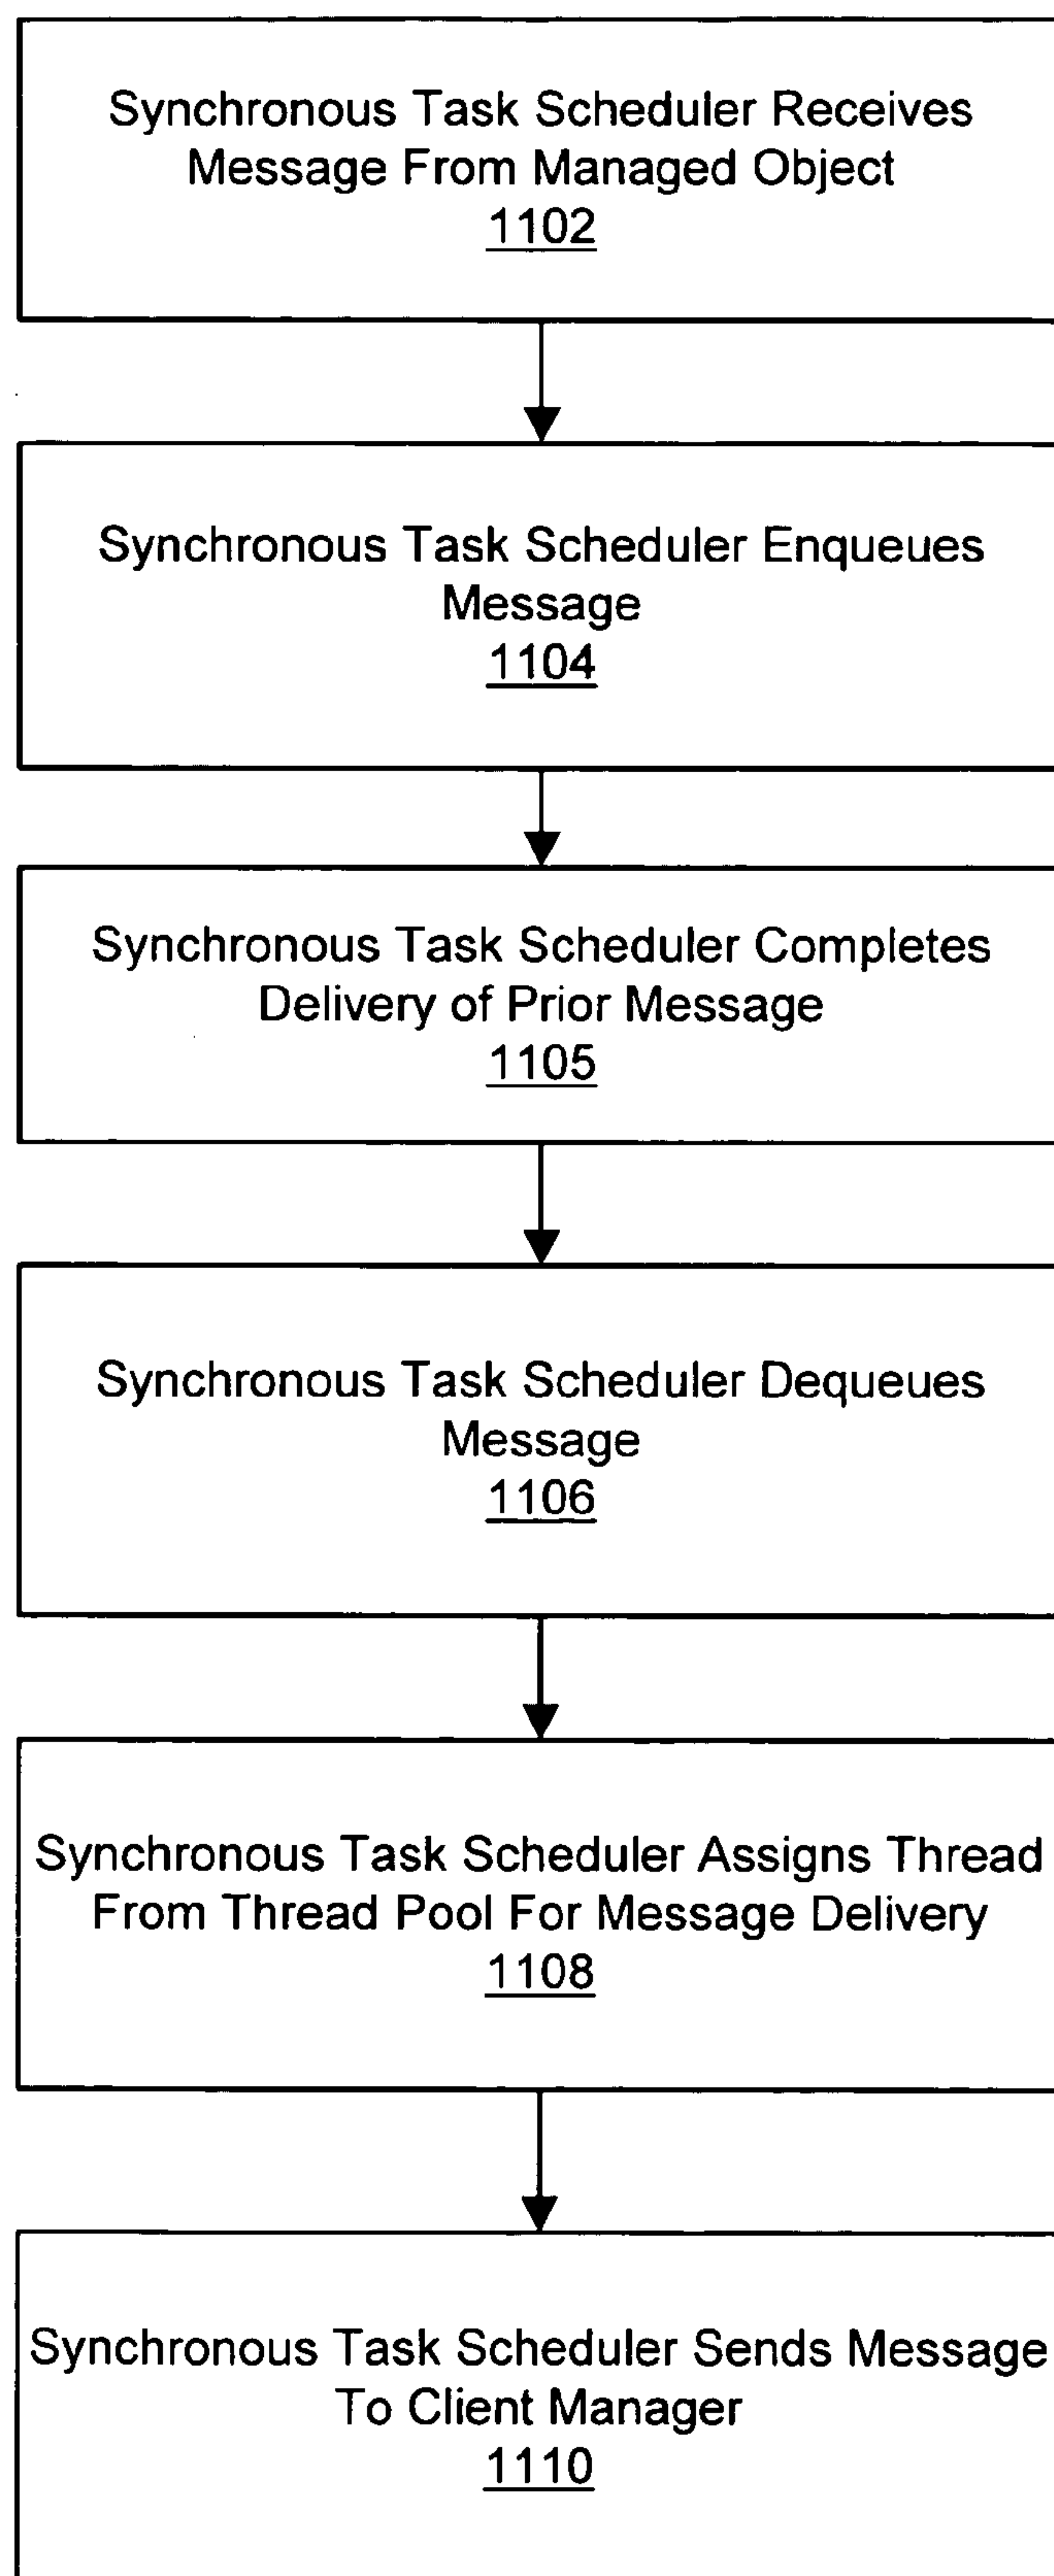 Synchronous Task Scheduler Receives
Message From Managed Object
1102
Synchronous Task Scheduler Enqueues
Message
1104
Synchronous Task Scheduler Completes
Delivery of Prior Message
1105
Synchronous Task Scheduler Dequeues
Message
1106
Synchronous Task Scheduler Assigns Thread
From Thread Pool For Message Delivery
1108
Synchronous Task Scheduler Sends Message
To Client Manager
1110